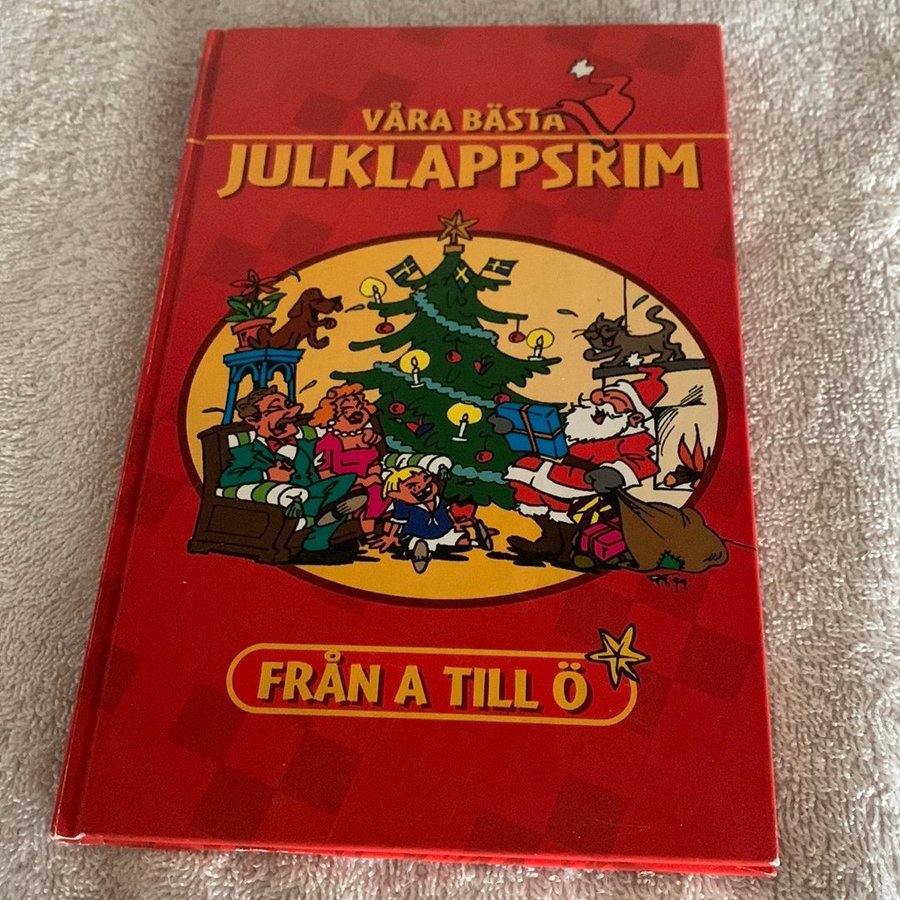 VÅRA BÄSTA
JULKLAPPSRIM
FRÅN A TILL Ö